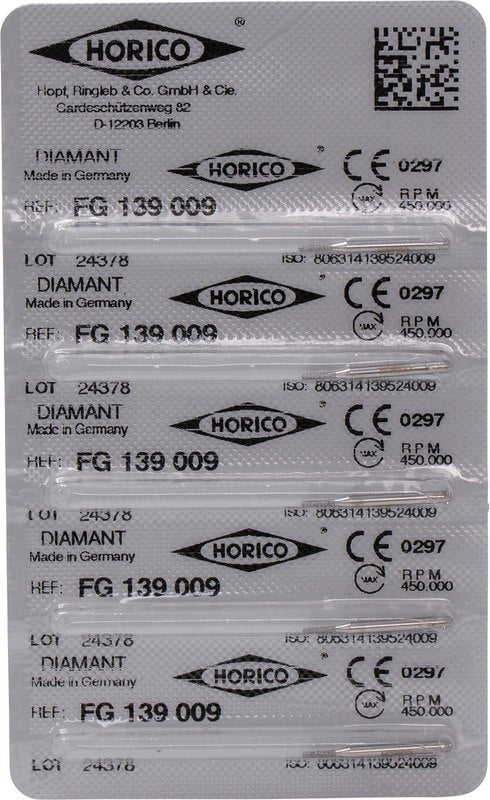 HORICO ®
Hopf, Ringleb & Co. GmbH & Cie.
Gardeschützenweg 82
D-12203 Berlin
DIAMANT HORICO ® CE 0297
Made in Germany
REF: FG 139 009 MAX RPM 450.000
LOT 24378 ISO: 806314139524009
DIAMANT HORICO ® CE 0297
Made in Germany
REF: FG 139 009 MAX RPM 450.000
LOT 24378 ISO: 806314139524009
DIAMANT HORICO ® CE 0297
Made in Germany
REF: FG 139 009 MAX RPM 450.000
LOT 24378 ISO: 806314139524009
DIAMANT HORICO ® CE 0297
Made in Germany
REF: FG 139 009 MAX RPM 450.000
LOT 24378 ISO: 806314139524009
DIAMANT HORICO ® CE 0297
Made in Germany
REF: FG 139 009 MAX RPM 450.000
LOT 24378 ISO: 806314139524009